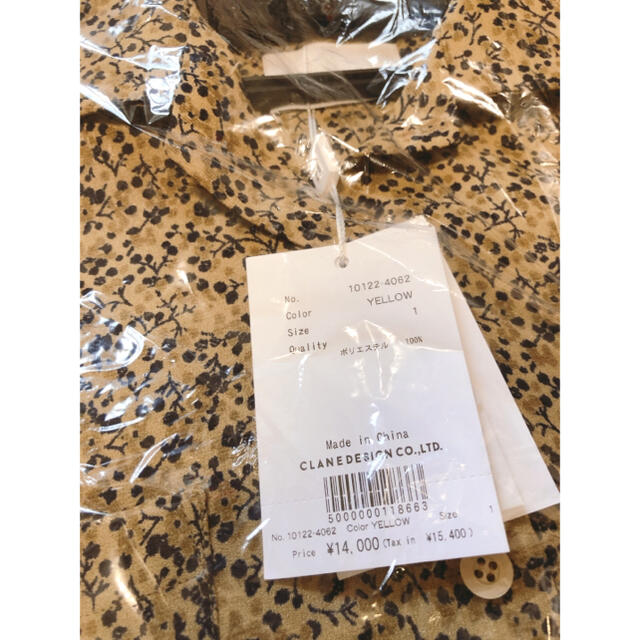 No. 10122-4062
Color YELLOW
Size 1
Quality ポリエステル 100%
Made in China
CLANE DESIGN CO.,LTD.
5000000118663
No. 10122-4062 Color YELLOW Size 1
Price ¥14,000 (Tax in ¥15,400)